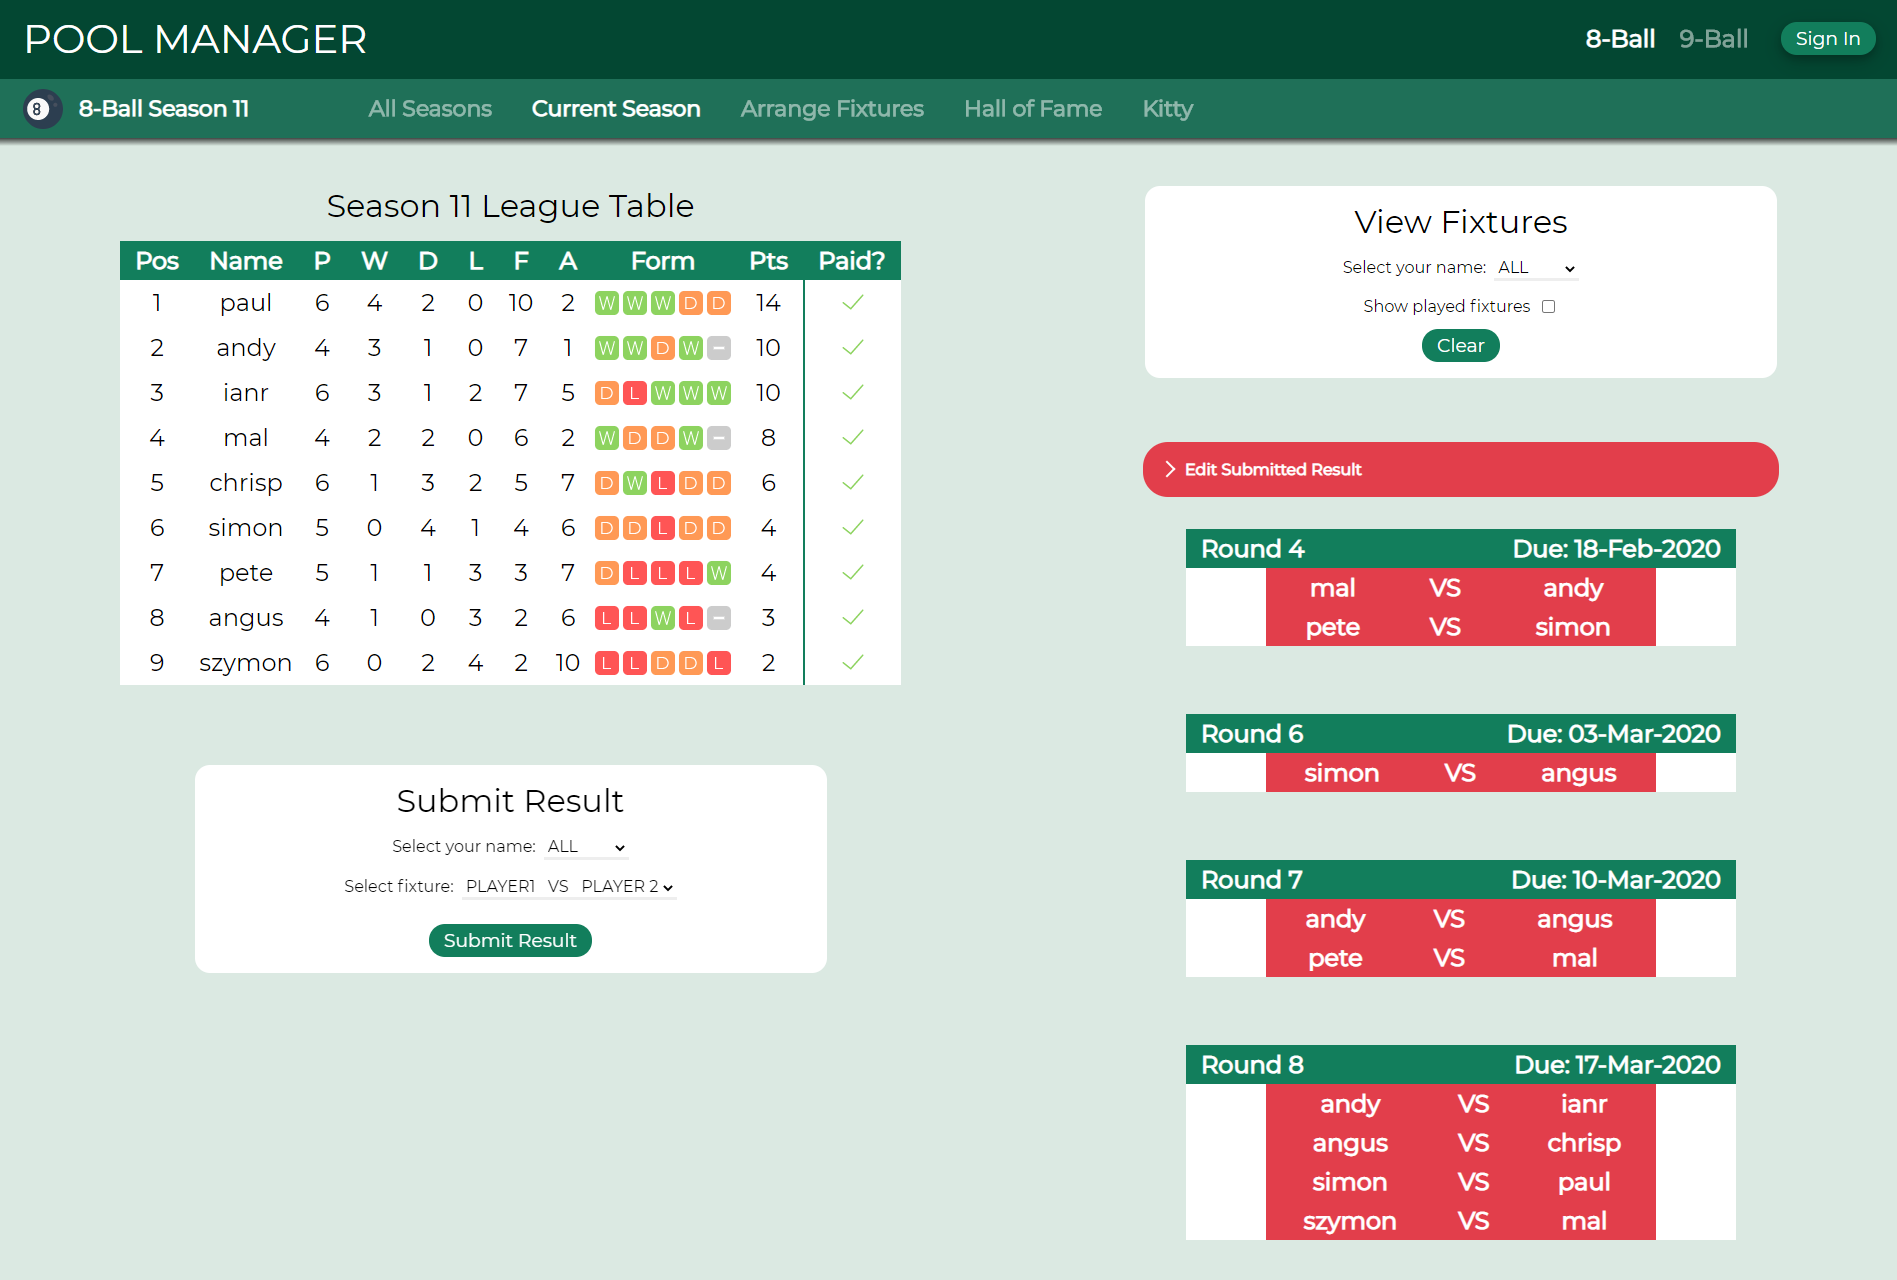 POOL MANAGER
8-Ball 9-Ball Sign In
8 8-Ball Season 11 All Seasons Current Season Arrange Fixtures Hall of Fame Kitty
Season 11 League Table
Pos Name P W D L F A Form Pts Paid?
1 paul 6 4 2 0 10 2 W W W D D 14
2 andy 4 3 1 0 7 1 W W D W – 10
3 ianr 6 3 1 2 7 5 D L W W W 10
4 mal 4 2 2 0 6 2 W D D W – 8
5 chrisp 6 1 3 2 5 7 D W L D D 6
6 simon 5 0 4 1 4 6 D D L D D 4
7 pete 5 1 1 3 3 7 D L L L W 4
8 angus 4 1 0 3 2 6 L L W L – 3
9 szymon 6 0 2 4 2 10 L L D D L 2
Submit Result
Select your name: ALL
Select fixture: PLAYER1 VS PLAYER 2
Submit Result
View Fixtures
Select your name: ALL
Show played fixtures
Clear
Edit Submitted Result
Round 4 Due: 18-Feb-2020
mal VS andy
pete VS simon
Round 6 Due: 03-Mar-2020
simon VS angus
Round 7 Due: 10-Mar-2020
andy VS angus
pete VS mal
Round 8 Due: 17-Mar-2020
andy VS ianr
angus VS chrisp
simon VS paul
szymon VS mal